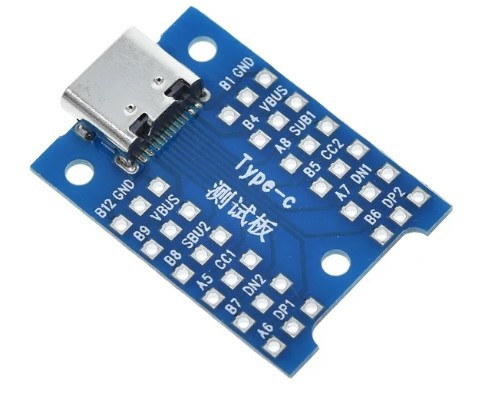 B1 GND
B4 VBUS
A8 SUB1
B5 CC2
A7 DN1
B6 DP2
Type-c
测试板
B12 GND
B9 VBUS
B8 SBU2
A5 CC1
B7 DN2
A6 DP1